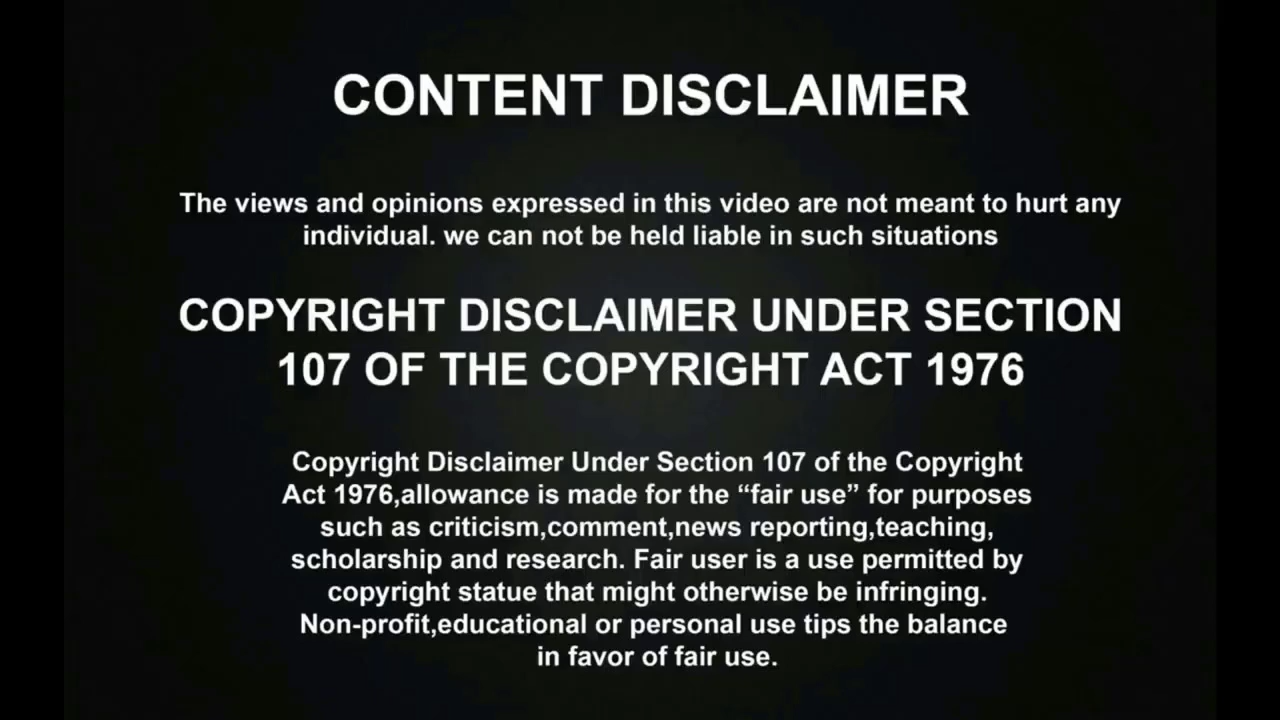 CONTENT DISCLAIMER
The views and opinions expressed in this video are not meant to hurt any
individual. we can not be held liable in such situations
COPYRIGHT DISCLAIMER UNDER SECTION
107 OF THE COPYRIGHT ACT 1976
Copyright Disclaimer Under Section 107 of the Copyright
Act 1976,allowance is made for the “fair use” for purposes
such as criticism,comment,news reporting,teaching,
scholarship and research. Fair user is a use permitted by
copyright statue that might otherwise be infringing.
Non-profit,educational or personal use tips the balance
in favor of fair use.